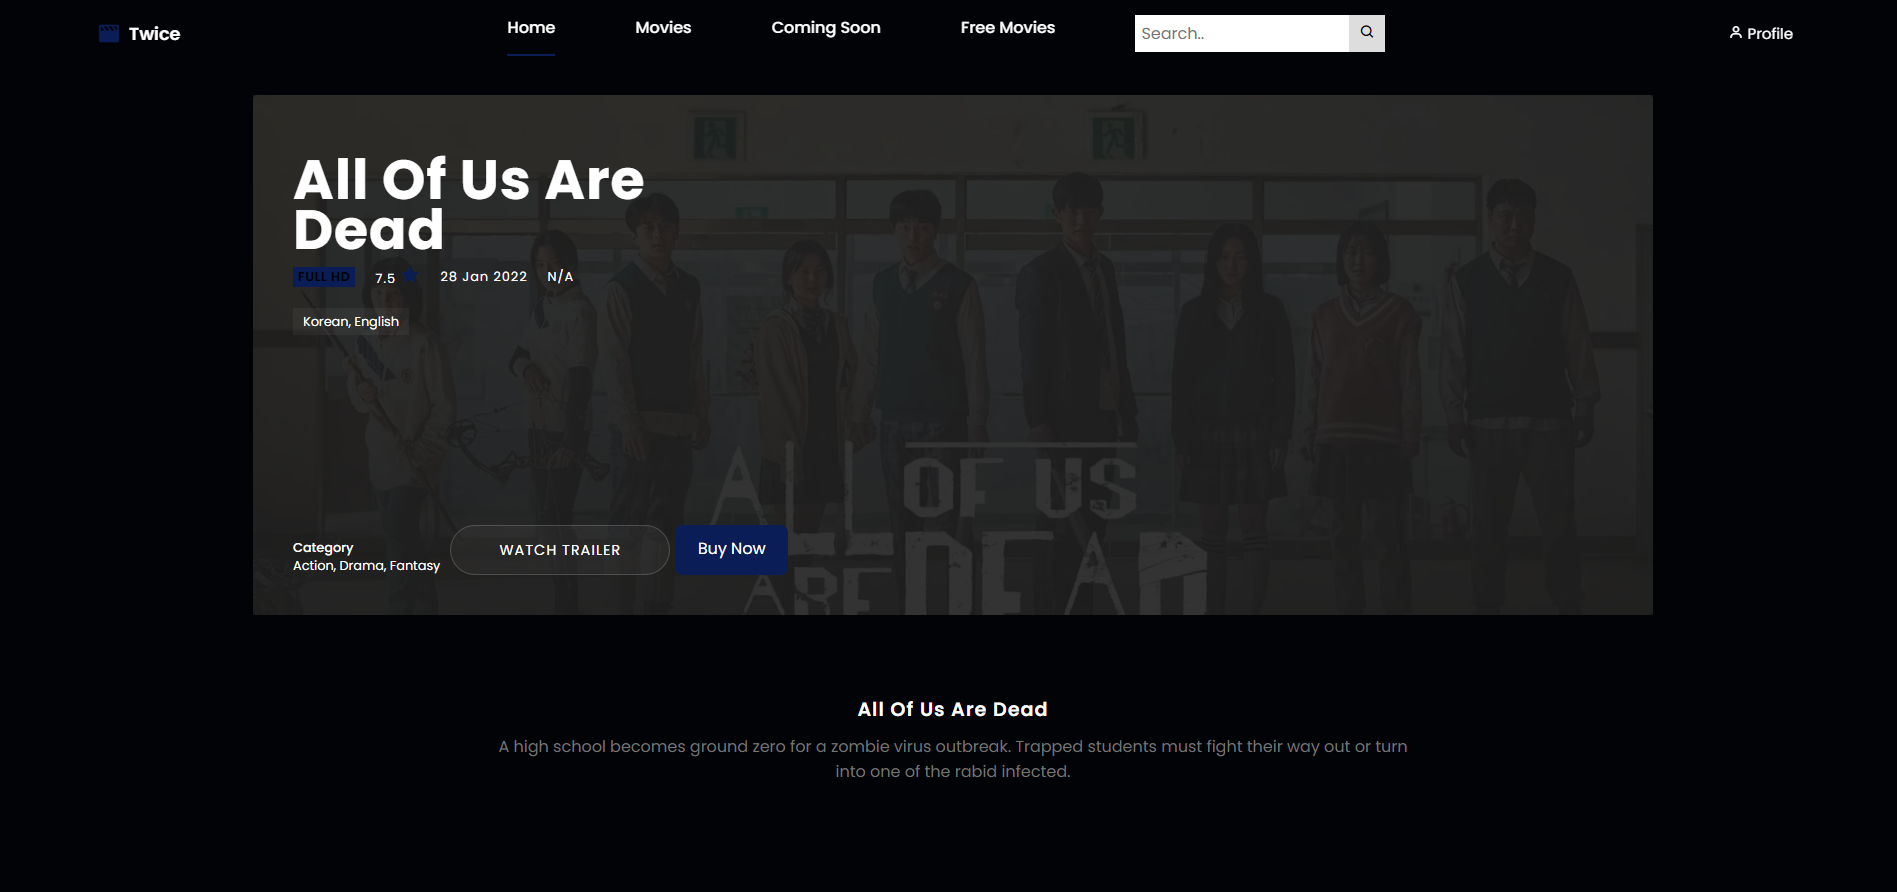 Twice
Home
Movies
Coming Soon
Free Movies
Search..
Profile
All Of Us Are
Dead
FULL HD
7.5
28 Jan 2022
N/A
Korean, English
ALL OF US
ARE DEAD
Category
Action, Drama, Fantasy
WATCH TRAILER
Buy Now
All Of Us Are Dead
A high school becomes ground zero for a zombie virus outbreak. Trapped students must fight their way out or turn
into one of the rabid infected.